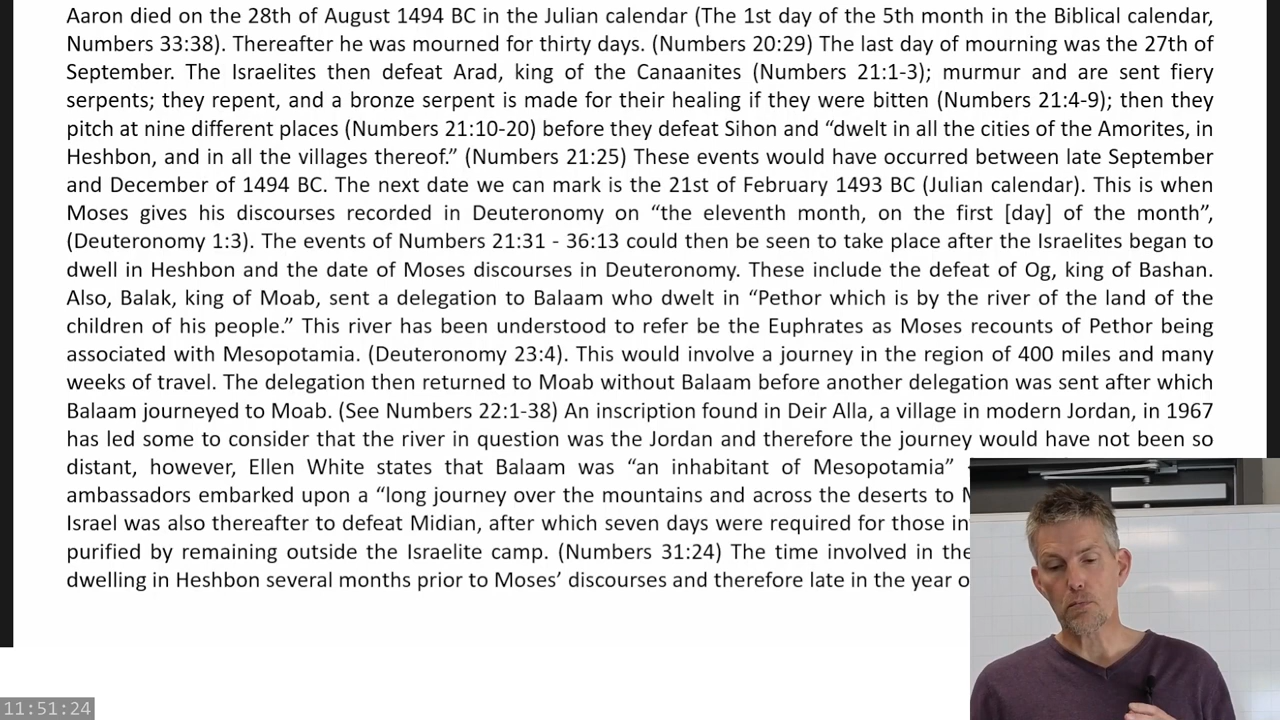 Aaron died on the 28th of August 1494 BC in the Julian calendar (The 1st day of the 5th month in the Biblical calendar,
Numbers 33:38). Thereafter he was mourned for thirty days. (Numbers 20:29) The last day of mourning was the 27th of
September. The Israelites then defeat Arad, king of the Canaanites (Numbers 21:1-3); murmur and are sent fiery
serpents; they repent, and a bronze serpent is made for their healing if they were bitten (Numbers 21:4-9); then they
pitch at nine different places (Numbers 21:10-20) before they defeat Sihon and “dwelt in all the cities of the Amorites, in
Heshbon, and in all the villages thereof.” (Numbers 21:25) These events would have occurred between late September
and December of 1494 BC. The next date we can mark is the 21st of February 1493 BC (Julian calendar). This is when
Moses gives his discourses recorded in Deuteronomy on “the eleventh month, on the first [day] of the month”,
(Deuteronomy 1:3). The events of Numbers 21:31 - 36:13 could then be seen to take place after the Israelites began to
dwell in Heshbon and the date of Moses discourses in Deuteronomy. These include the defeat of Og, king of Bashan.
Also, Balak, king of Moab, sent a delegation to Balaam who dwelt in “Pethor which is by the river of the land of the
children of his people.” This river has been understood to refer be the Euphrates as Moses recounts of Pethor being
associated with Mesopotamia. (Deuteronomy 23:4). This would involve a journey in the region of 400 miles and many
weeks of travel. The delegation then returned to Moab without Balaam before another delegation was sent after which
Balaam journeyed to Moab. (See Numbers 22:1-38) An inscription found in Deir Alla, a village in modern Jordan, in 1967
has led some to consider that the river in question was the Jordan and therefore the journey would have not been so
distant, however, Ellen White states that Balaam was “an inhabitant of Mesopotamia”
ambassadors embarked upon a “long journey over the mountains and across the deserts to
Israel was also thereafter to defeat Midian, after which seven days were required for those in
purified by remaining outside the Israelite camp. (Numbers 31:24) The time involved in the
dwelling in Heshbon several months prior to Moses’ discourses and therefore late in the year
11:51:24